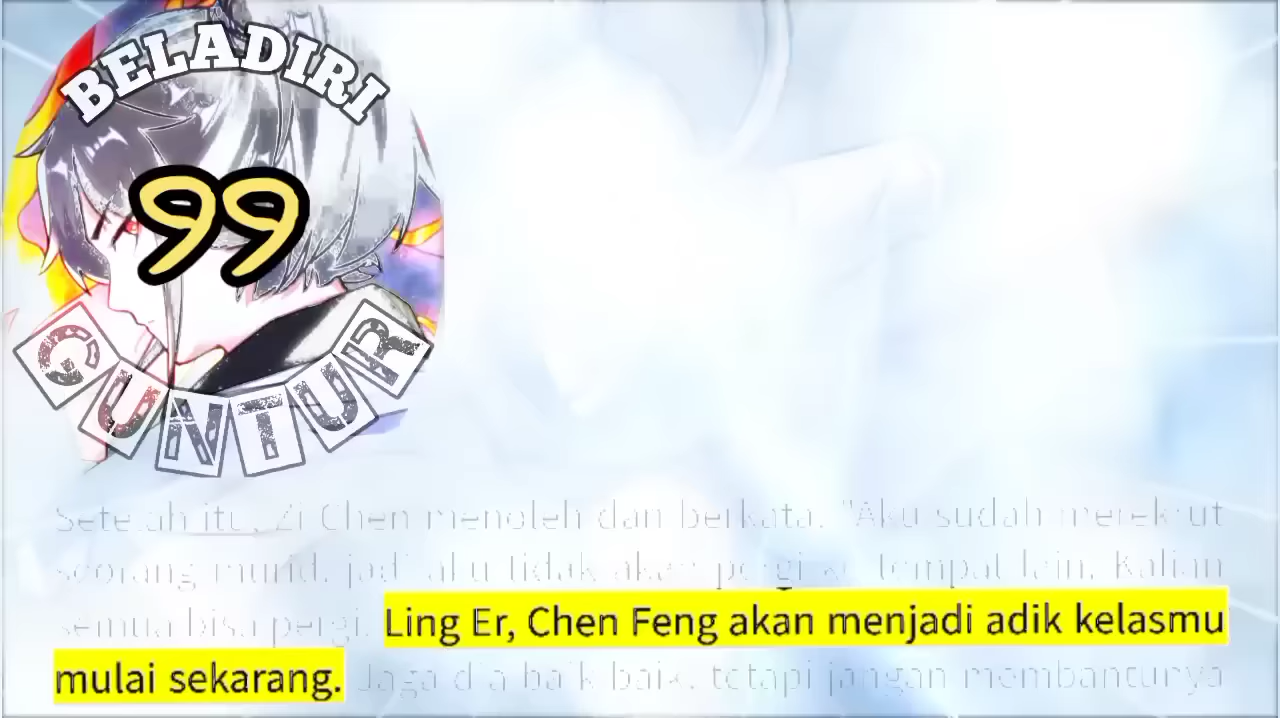 BELADIRI
99
GUNTUR
Setelah itu, Zi Chen menoleh dan berkata, "Aku sudah merekrut
seorang murid, jadi aku tidak akan pergi ke tempat lain. Kalian
semua bisa pergi. Ling Er, Chen Feng akan menjadi adik kelasmu
mulai sekarang. Jaga dia baik-baik, tetapi jangan membantunya